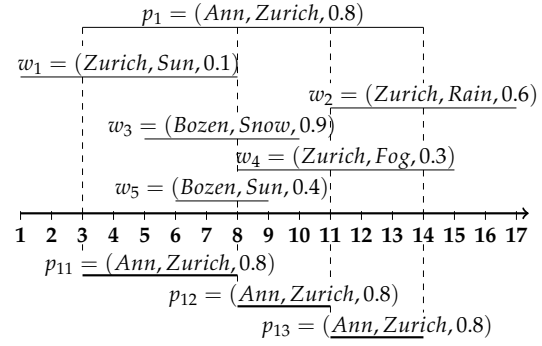 p₁ = (Ann, Zurich, 0.8)
w₁ = (Zurich, Sun, 0.1)
w₂ = (Zurich, Rain, 0.6)
w₃ = (Bozen, Snow, 0.9)
w₄ = (Zurich, Fog, 0.3)
w₅ = (Bozen, Sun, 0.4)
1 2 3 4 5 6 7 8 9 10 11 12 13 14 15 16 17
p₁₁ = (Ann, Zurich, 0.8)
p₁₂ = (Ann, Zurich, 0.8)
p₁₃ = (Ann, Zurich, 0.8)